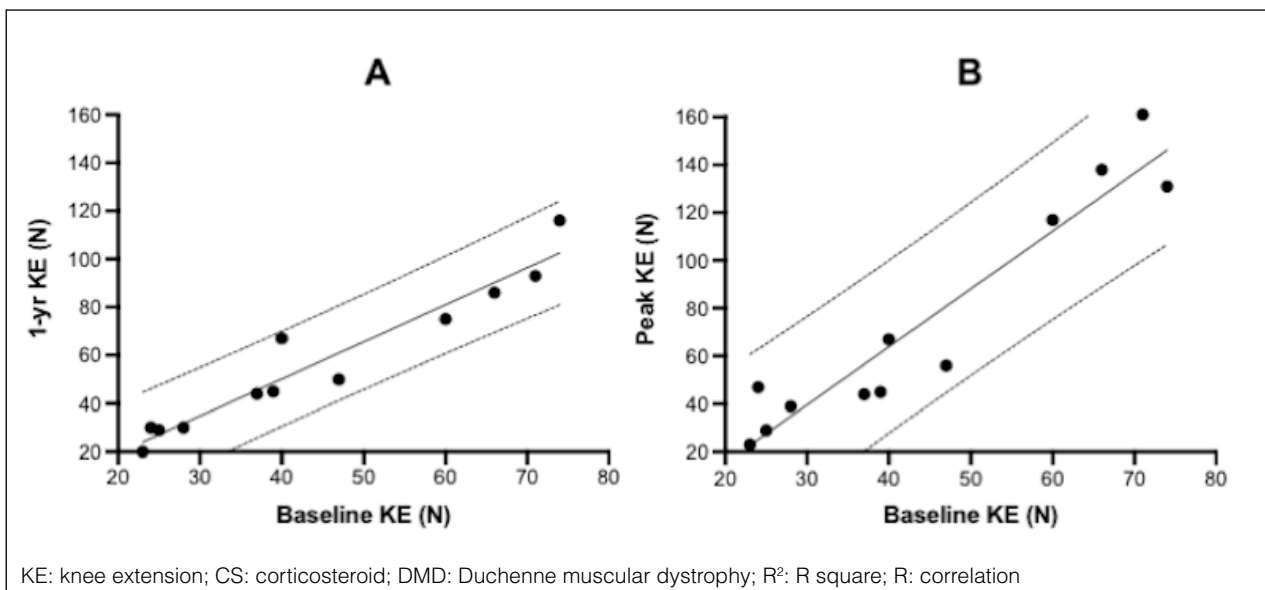 A
160
140
120
100
80
60
40
20
1-yr KE (N)
20 30 40 50 60 70 80
Baseline KE (N)
B
160
140
120
100
80
60
40
20
Peak KE (N)
20 30 40 50 60 70 80
Baseline KE (N)
KE: knee extension; CS: corticosteroid; DMD: Duchenne muscular dystrophy; R²: R square; R: correlation